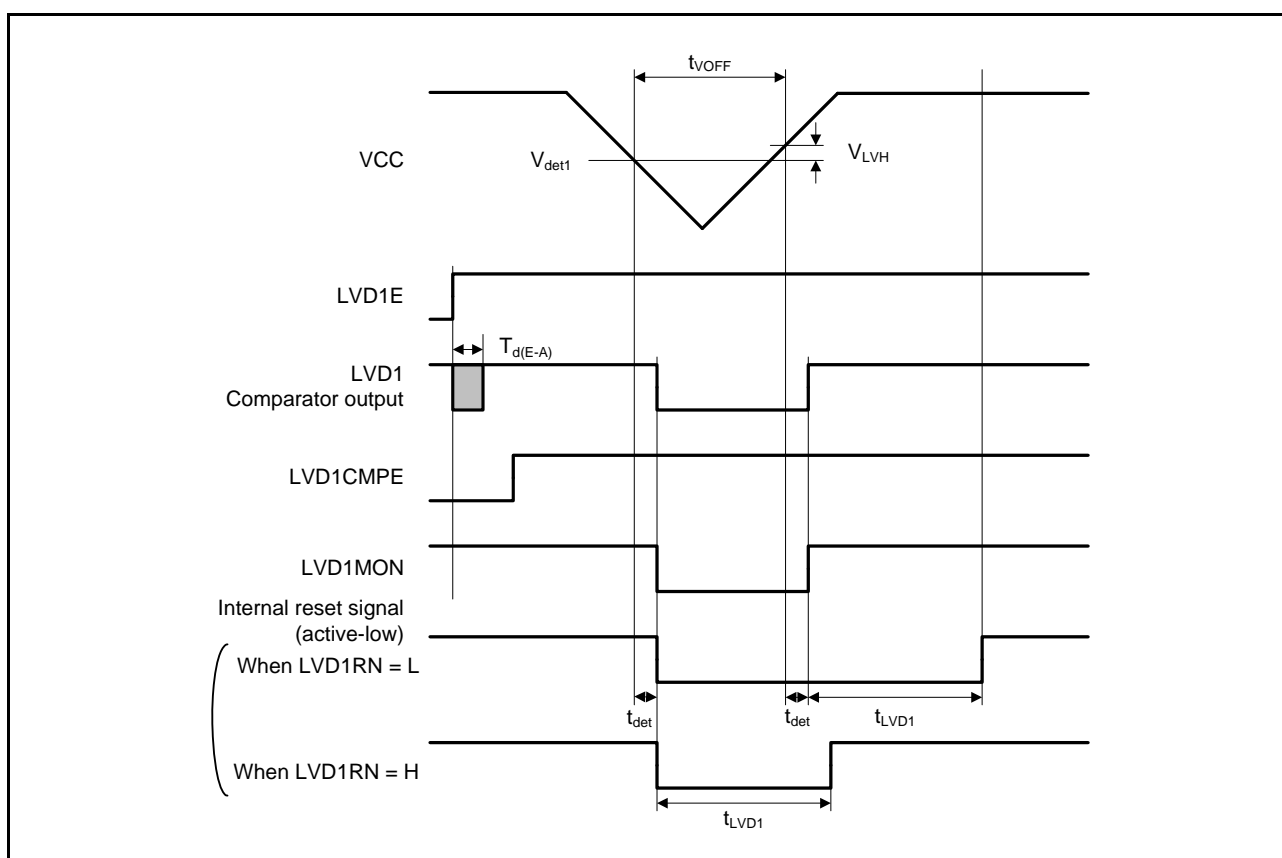 tVOFF
VCC
Vdet1
VLVH
LVD1E
Td(E-A)
LVD1
Comparator output
LVD1CMPE
LVD1MON
Internal reset signal
(active-low)
When LVD1RN = L
tdet
tdet
tLVD1
When LVD1RN = H
tLVD1